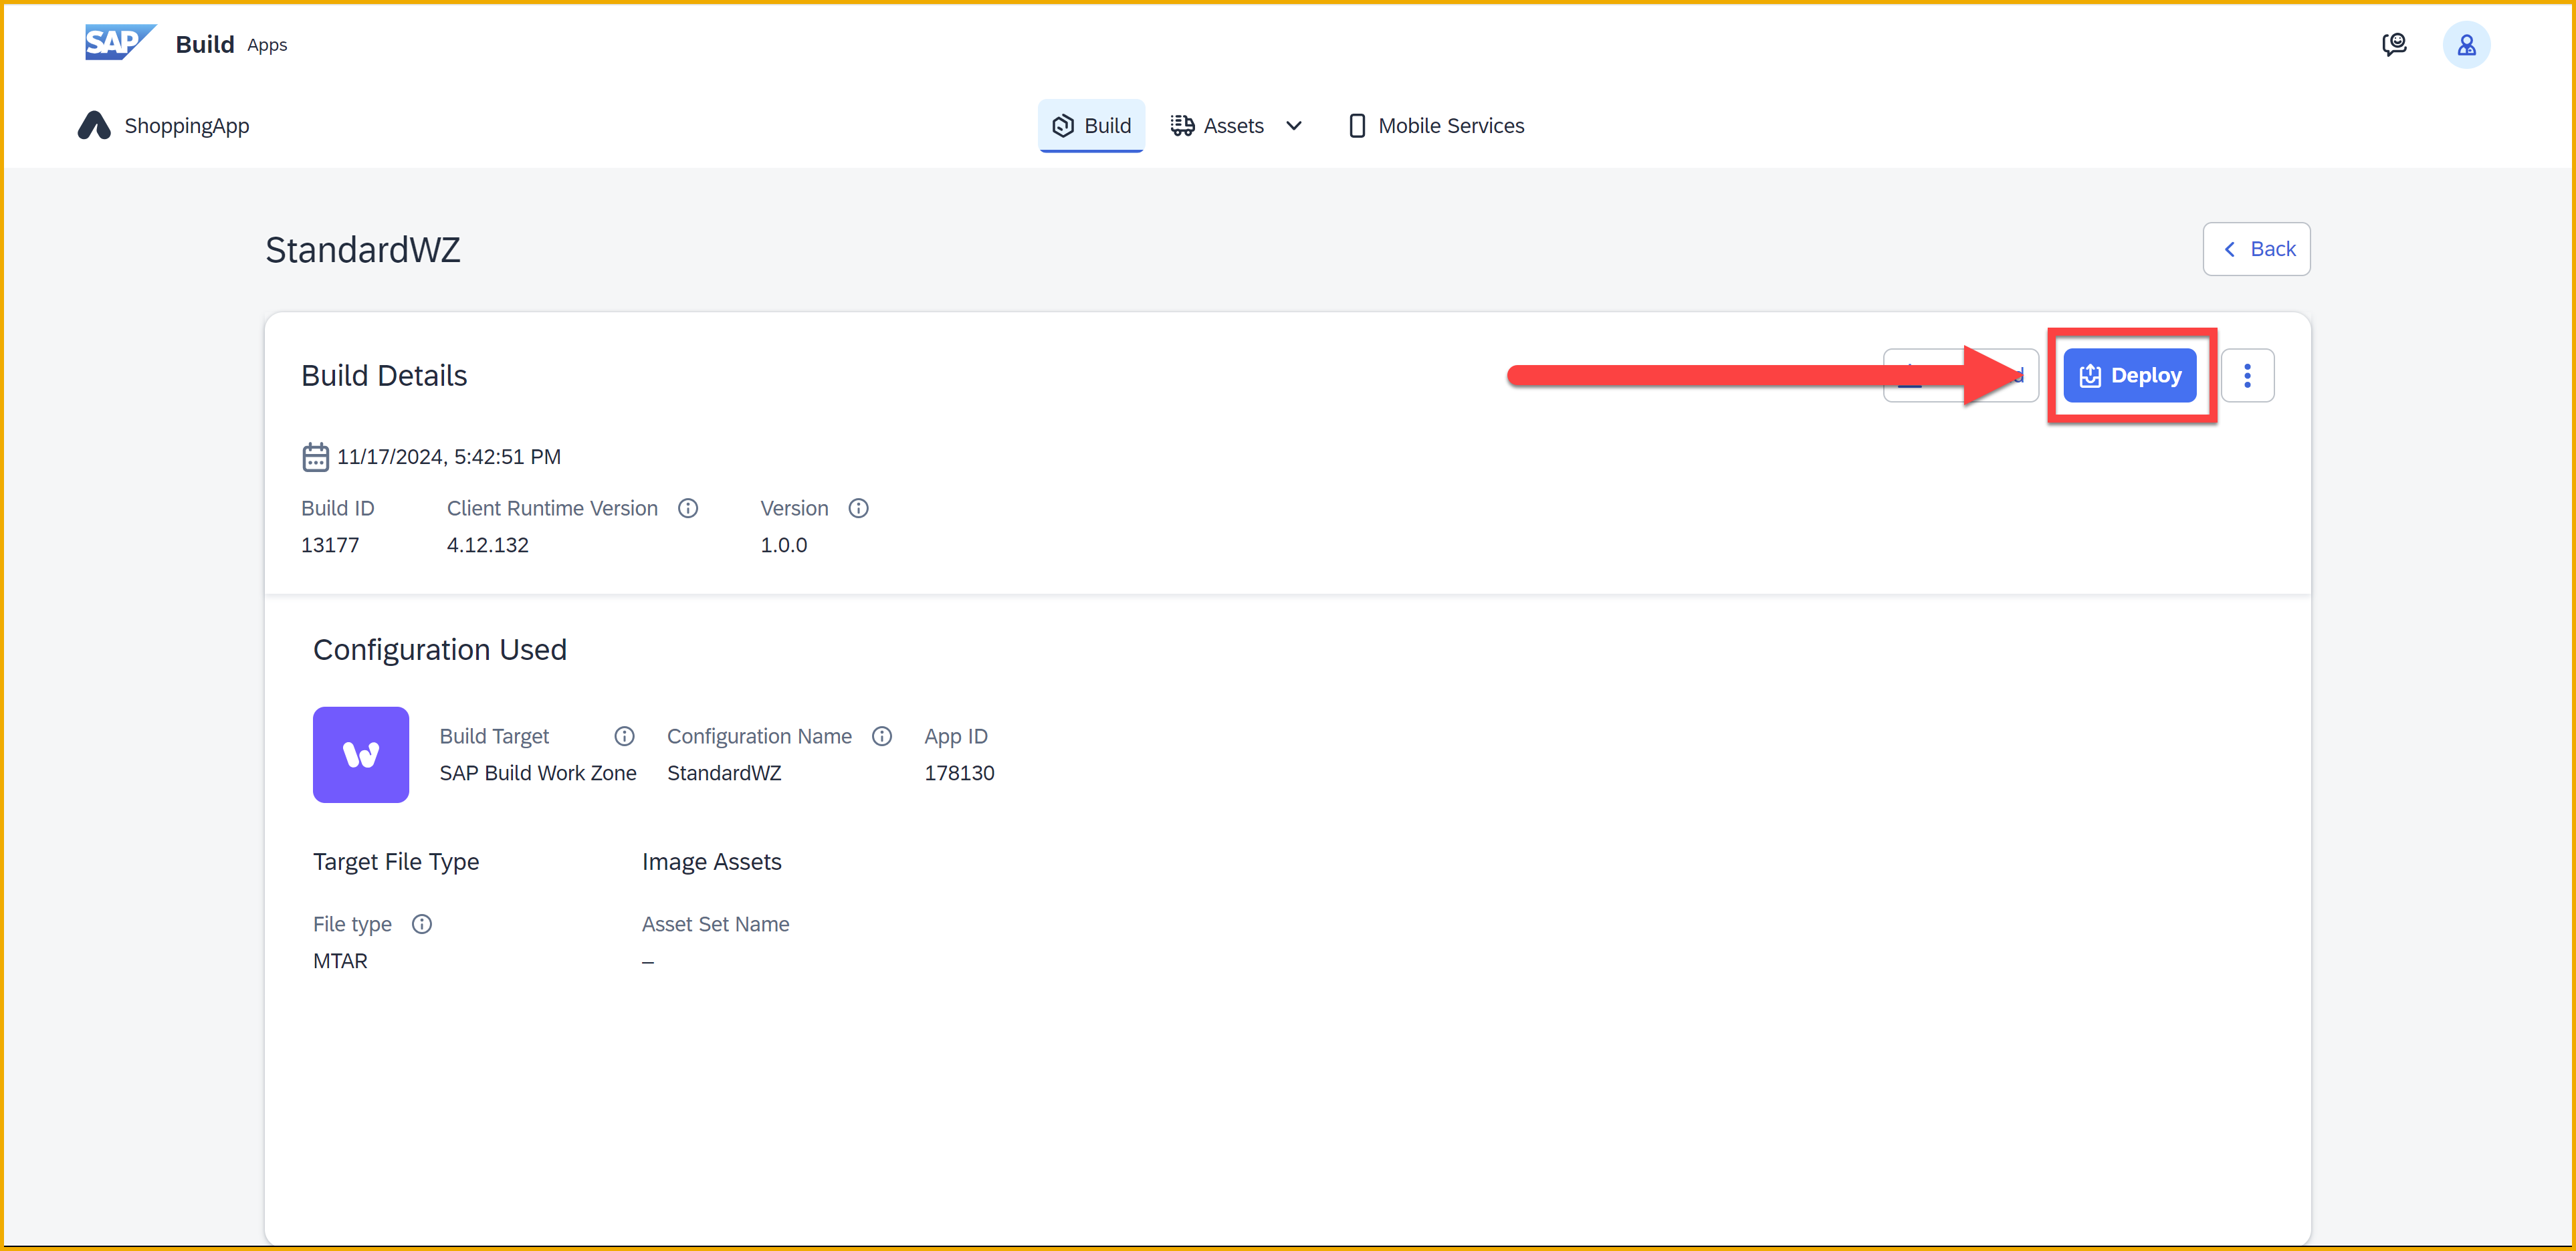 SAP Build Apps
ShoppingApp Build Assets Mobile Services
StandardWZ Back
Build Details Deploy
11/17/2024, 5:42:51 PM
Build ID Client Runtime Version Version
13177 4.12.132 1.0.0
Configuration Used
Build Target Configuration Name App ID
SAP Build Work Zone StandardWZ 178130
Target File Type Image Assets
File type Asset Set Name
MTAR –